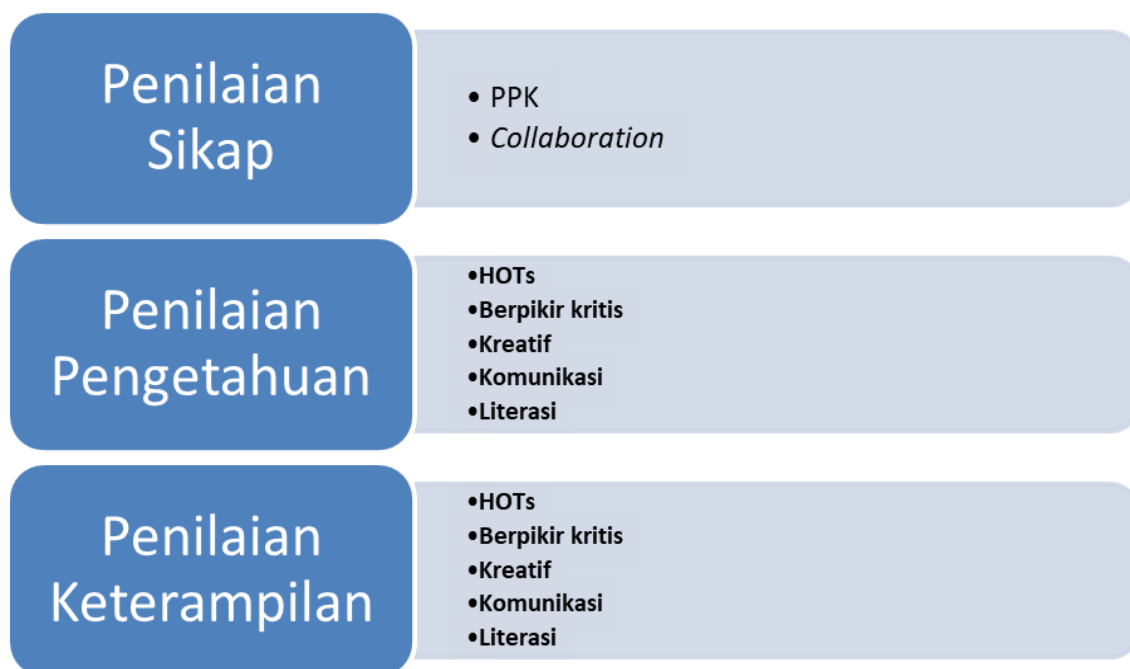 Penilaian
Sikap
• PPK
• Collaboration
Penilaian
Pengetahuan
•HOTs
•Berpikir kritis
•Kreatif
•Komunikasi
•Literasi
Penilaian
Keterampilan
•HOTs
•Berpikir kritis
•Kreatif
•Komunikasi
•Literasi